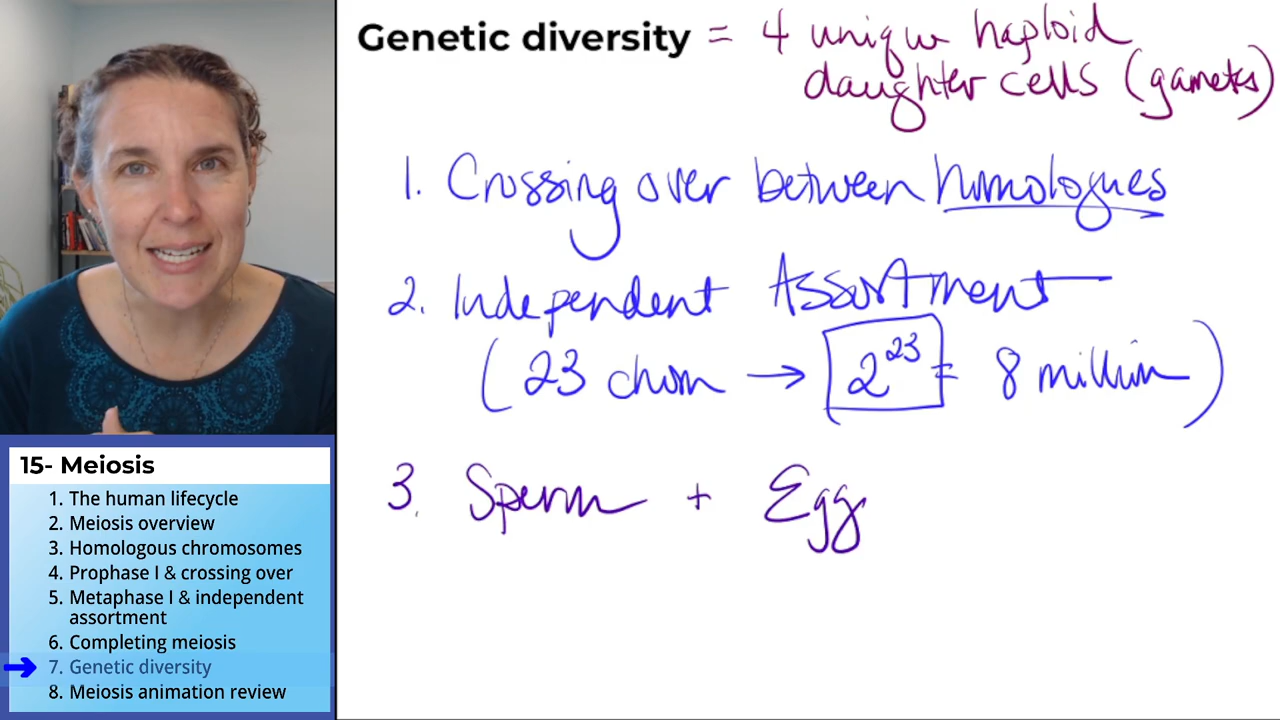 Genetic diversity = 4 unique haploid
daughter cells (gametes)
1. Crossing over between homologues
2. Independent Assortment
(23 chrom → 2^23 = 8 million)
3. Sperm + Egg
15- Meiosis
1. The human lifecycle
2. Meiosis overview
3. Homologous chromosomes
4. Prophase I & crossing over
5. Metaphase I & independent
assortment
6. Completing meiosis
7. Genetic diversity
8. Meiosis animation review